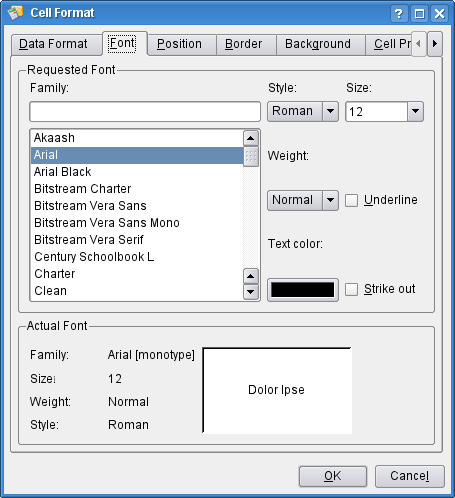 Cell Format
Data Format Font Position Border Background Cell Pr
Requested Font
Family: Style: Size:
Roman 12
Akaash
Arial
Arial Black
Weight:
Bitstream Charter
Bitstream Vera Sans
Normal Underline
Bitstream Vera Sans Mono
Bitstream Vera Serif
Text color:
Century Schoolbook L
Charter
Clean
Strike out
Actual Font
Family: Arial [monotype]
Size: 12
Dolor Ipse
Weight: Normal
Style: Roman
OK Cancel